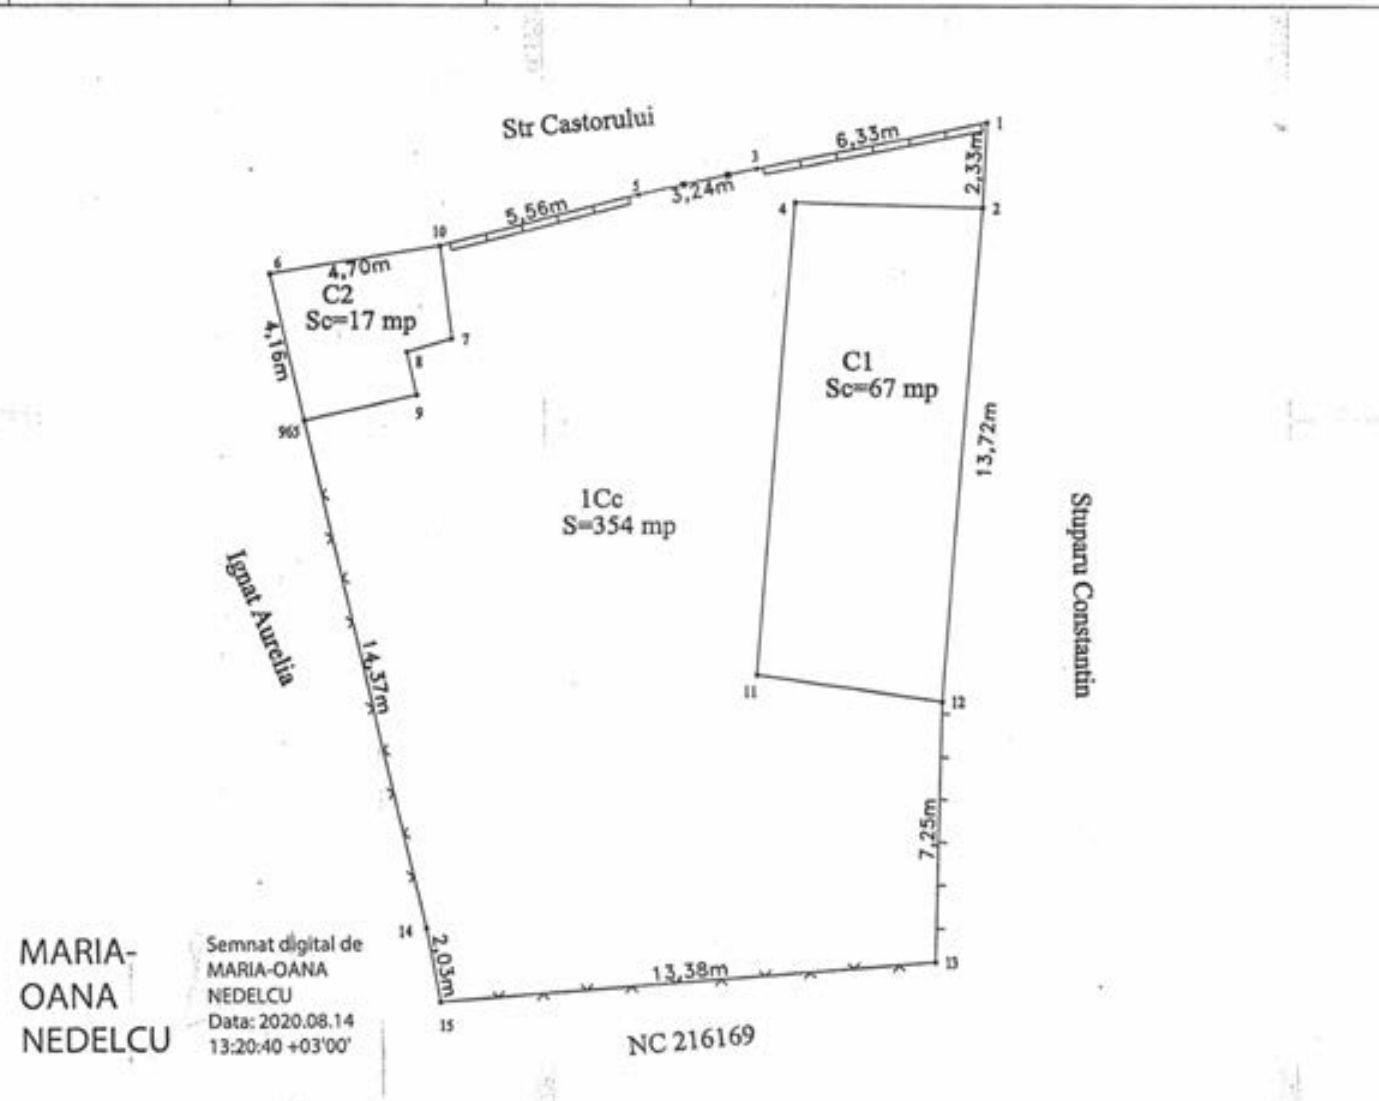 Str Castorului
6,33m
1
2,33m
3
3,24m
5
5,56m
4
2
10
6
4,70m
C2
Sc=17 mp
4,16m
7
8
C1
Sc=67 mp
9
965
13,72m
1Cc
S=354 mp
Stuparu Constantin
Ignat Aurelia
14,37m
11
12
7,25m
14
2,03m
13,38m
13
15
NC 216169
MARIA-
OANA
NEDELCU
Semnat digital de
MARIA-OANA
NEDELCU
Data: 2020.08.14
13:20:40 +03'00'